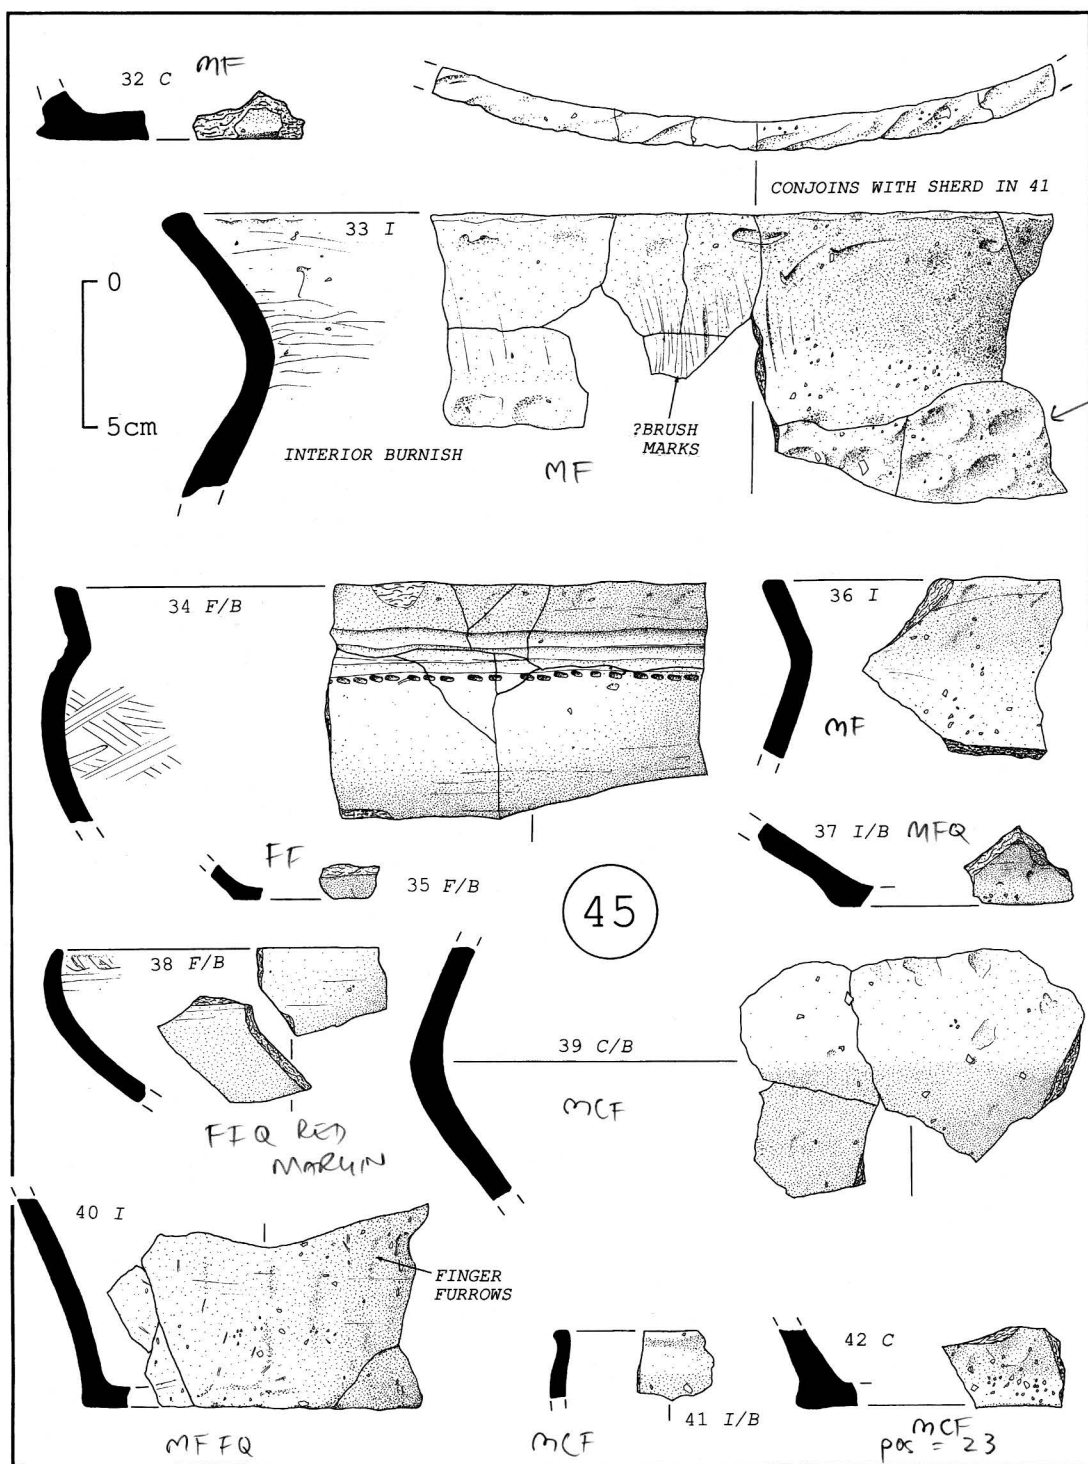 32 C MF
CONJOINS WITH SHERD IN 41
33 I
0
5cm
INTERIOR BURNISH
?BRUSH
MARKS
MF
34 F/B
36 I
MF
37 I/B MFQ
FF
35 F/B
45
38 F/B
39 C/B
MCF
FFQ RED
MARGIN
40 I
FINGER
FURROWS
42 C
41 I/B
MFFQ
MCF
MCF
pos = 23